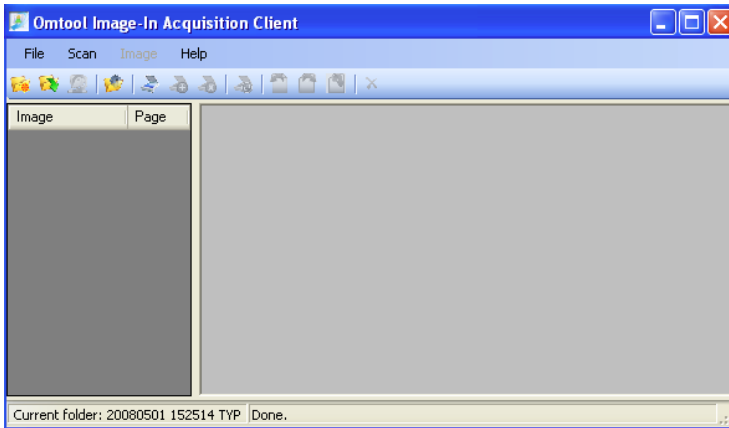 Omtool Image-In Acquisition Client
File Scan Image Help
Image Page
Current folder: 20080501 152514 TYP Done.